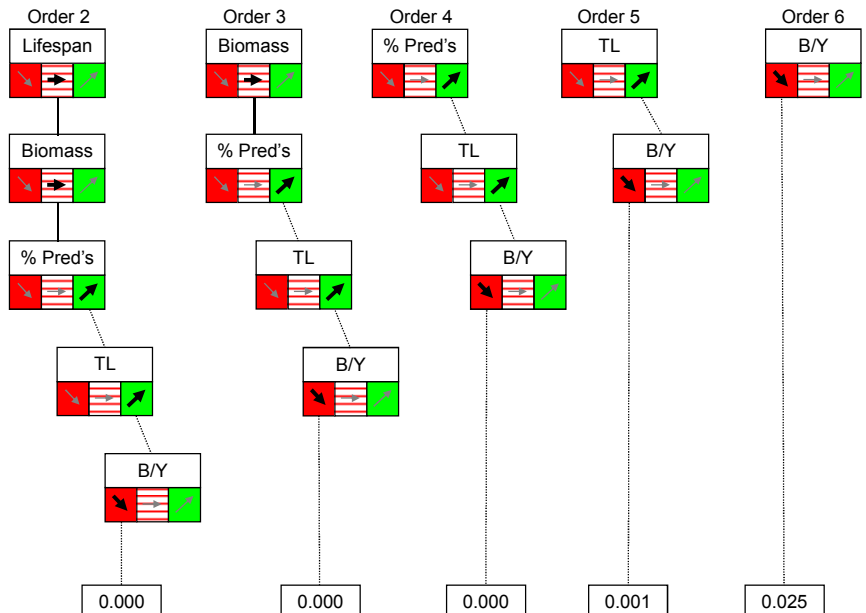 Order 2
Order 3
Order 4
Order 5
Order 6
Lifespan
Biomass
% Pred's
TL
B/Y
Biomass
% Pred's
TL
B/Y
% Pred's
TL
B/Y
TL
B/Y
B/Y
0.000
0.000
0.000
0.001
0.025